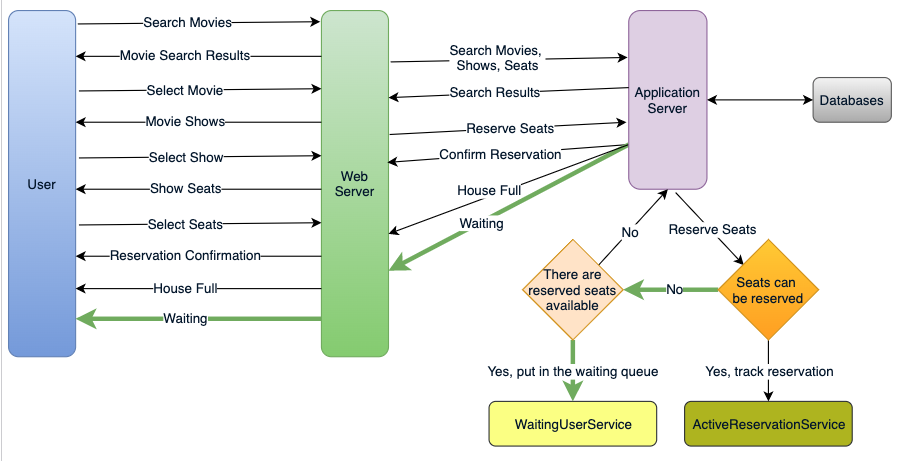 Search Movies
Movie Search Results
Select Movie
Movie Shows
Select Show
Show Seats
Select Seats
Reservation Confirmation
House Full
Waiting
User
Web
Server
Search Movies,
Shows, Seats
Search Results
Reserve Seats
Confirm Reservation
House Full
Waiting
Application
Server
Databases
No
Reserve Seats
There are
reserved seats
available
No
Seats can
be reserved
Yes, put in the waiting queue
Yes, track reservation
WaitingUserService
ActiveReservationService